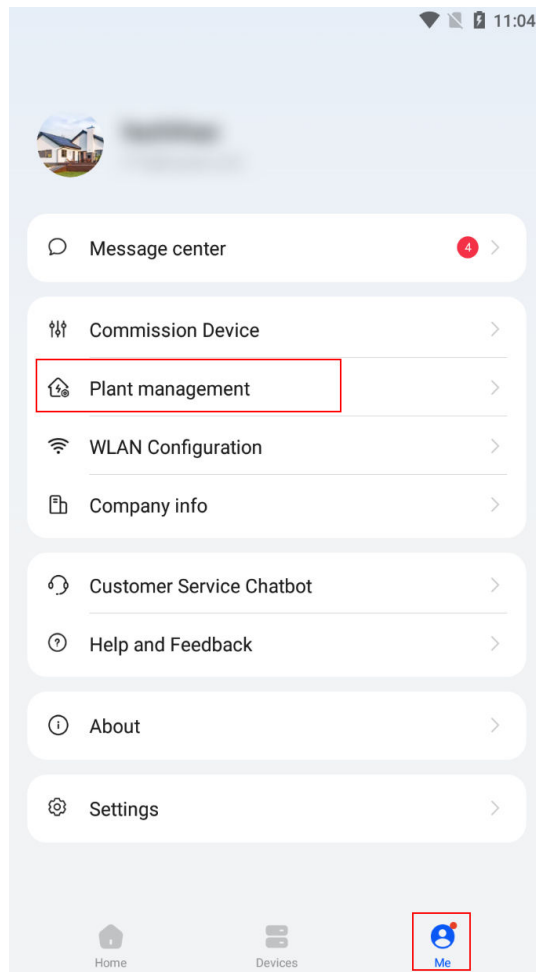 11:04
Message center
4
Commission Device
Plant management
WLAN Configuration
Company info
Customer Service Chatbot
Help and Feedback
About
Settings
Home
Devices
Me